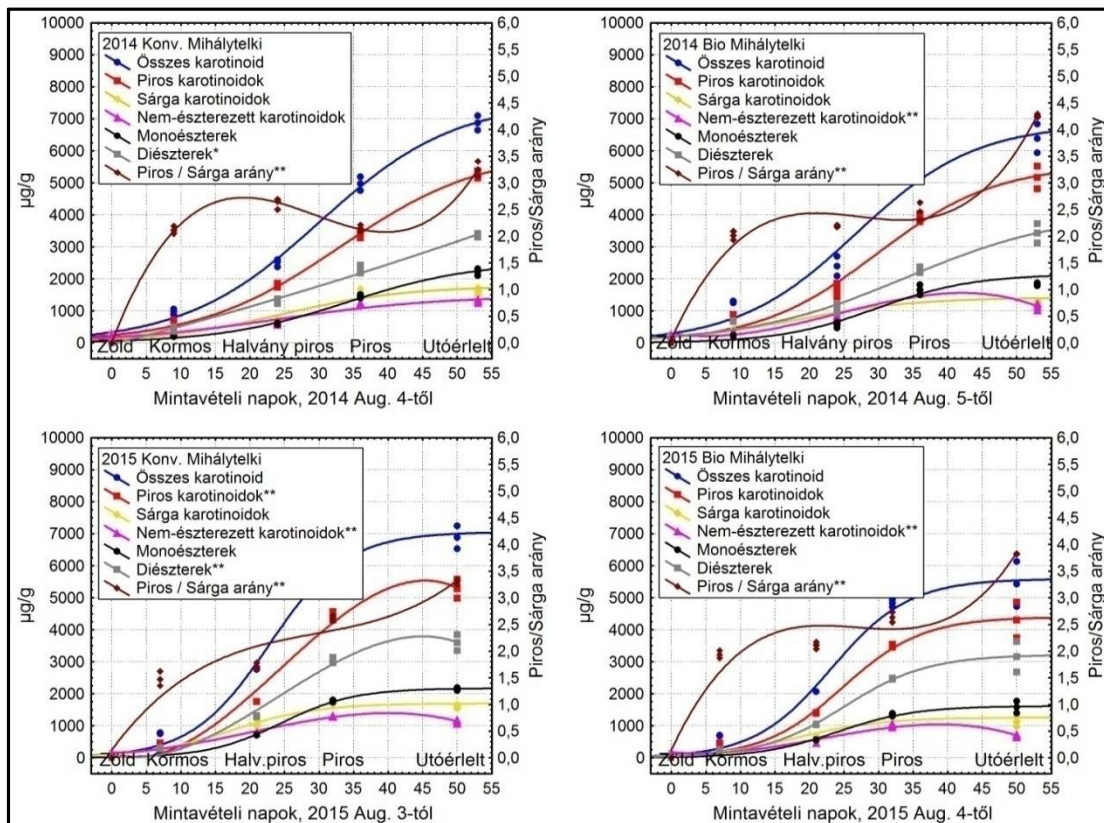 2014 Konv. Mihálytelki
Összes karotinoid
Piros karotinoidok
Sárga karotinoidok
Nem-észterezett karotinoidok
Monoészterek
Diészterek*
Piros / Sárga arány**
10000
9000
8000
7000
6000
5000
4000
3000
2000
1000
0
µg/g
6,0
5,5
5,0
4,5
4,0
3,5
3,0
2,5
2,0
1,5
1,0
0,5
0,0
Piros/Sárga arány
Zöld Kormos Halvány piros Piros Utóérlelt
0 5 10 15 20 25 30 35 40 45 50 55
Mintavételi napok, 2014 Aug. 4-től
2014 Bio Mihálytelki
Összes karotinoid
Piros karotinoidok
Sárga karotinoidok
Nem-észterezett karotinoidok**
Monoészterek
Diészterek
Piros / Sárga arány**
10000
9000
8000
7000
6000
5000
4000
3000
2000
1000
0
µg/g
6,0
5,5
5,0
4,5
4,0
3,5
3,0
2,5
2,0
1,5
1,0
0,5
0,0
Piros/Sárga arány
Zöld Kormos Halvány piros Piros Utóérlelt
0 5 10 15 20 25 30 35 40 45 50 55
Mintavételi napok, 2014 Aug. 5-től
2015 Konv. Mihálytelki
Összes karotinoid
Piros karotinoidok**
Sárga karotinoidok
Nem-észterezett karotinoidok**
Monoészterek
Diészterek**
Piros / Sárga arány**
10000
9000
8000
7000
6000
5000
4000
3000
2000
1000
0
µg/g
6,0
5,5
5,0
4,5
4,0
3,5
3,0
2,5
2,0
1,5
1,0
0,5
0,0
Piros/Sárga arány
Zöld Kormos Halv.piros Piros Utóérlelt
0 5 10 15 20 25 30 35 40 45 50 55
Mintavételi napok, 2015 Aug. 3-tól
2015 Bio Mihálytelki
Összes karotinoid
Piros karotinoidok
Sárga karotinoidok
Nem-észterezett karotinoidok**
Monoészterek
Diészterek
Piros / Sárga arány**
10000
9000
8000
7000
6000
5000
4000
3000
2000
1000
0
µg/g
6,0
5,5
5,0
4,5
4,0
3,5
3,0
2,5
2,0
1,5
1,0
0,5
0,0
Piros/Sárga arány
Zöld Kormos Halv.piros Piros Utóérlelt
0 5 10 15 20 25 30 35 40 45 50 55
Mintavételi napok, 2015 Aug. 4-től